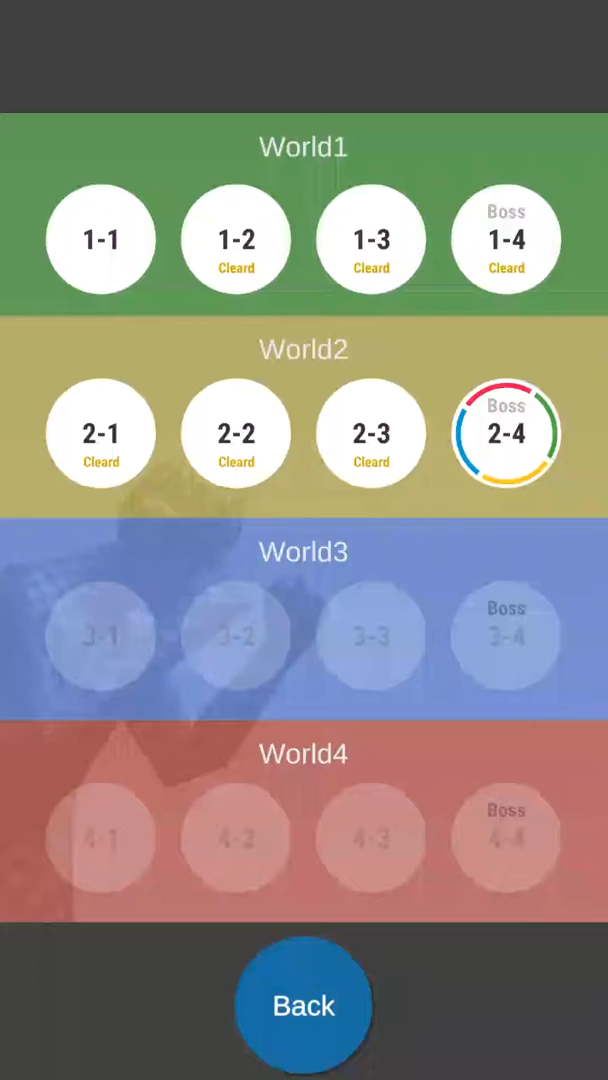 World1
1-1
1-2
Cleard
1-3
Cleard
Boss
1-4
Cleard
World2
2-1
Cleard
2-2
Cleard
2-3
Cleard
Boss
2-4
World3
3-1
3-2
3-3
Boss
3-4
World4
4-1
4-2
4-3
Boss
4-4
Back